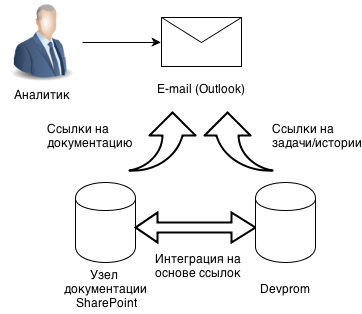 Аналитик
E-mail (Outlook)
Ссылки на
документацию
Ссылки на
задачи/истории
Интеграция на
основе ссылок
Узел
документации
SharePoint
Devprom